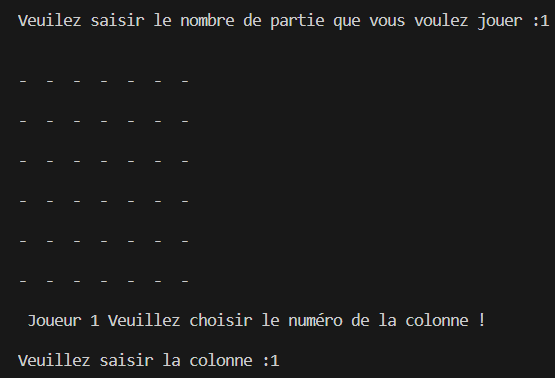 Veuilez saisir le nombre de partie que vous voulez jouer :1
- - - - - - -
- - - - - - -
- - - - - - -
- - - - - - -
- - - - - - -
- - - - - - -
Joueur 1 Veuillez choisir le numéro de la colonne !
Veuillez saisir la colonne :1